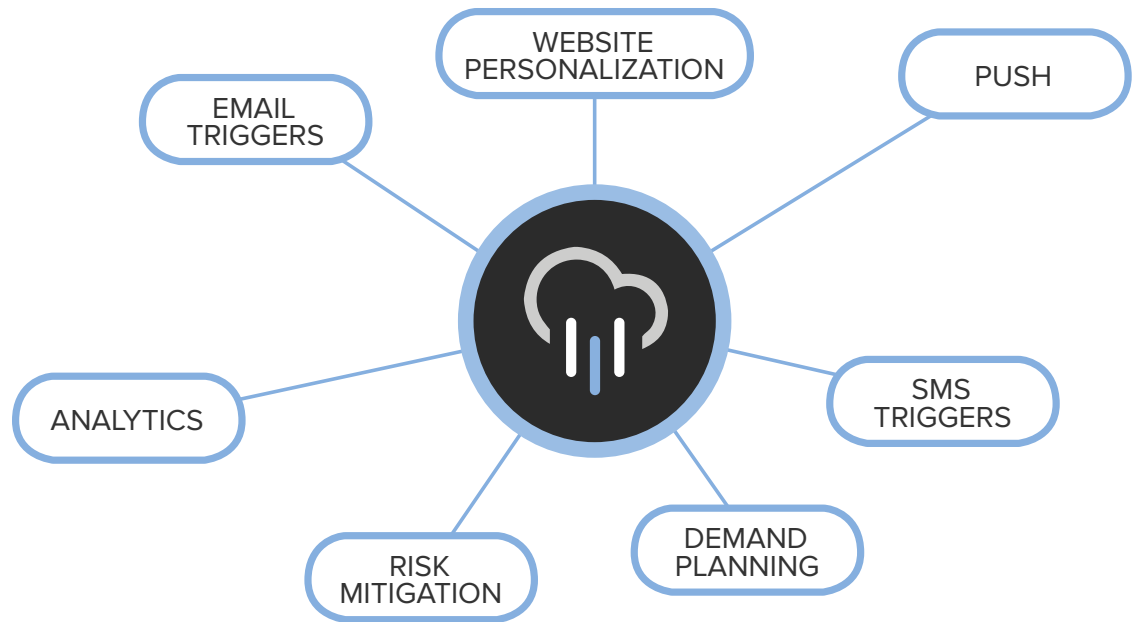 WEBSITE
PERSONALIZATION
PUSH
EMAIL
TRIGGERS
SMS
TRIGGERS
ANALYTICS
DEMAND
PLANNING
RISK
MITIGATION